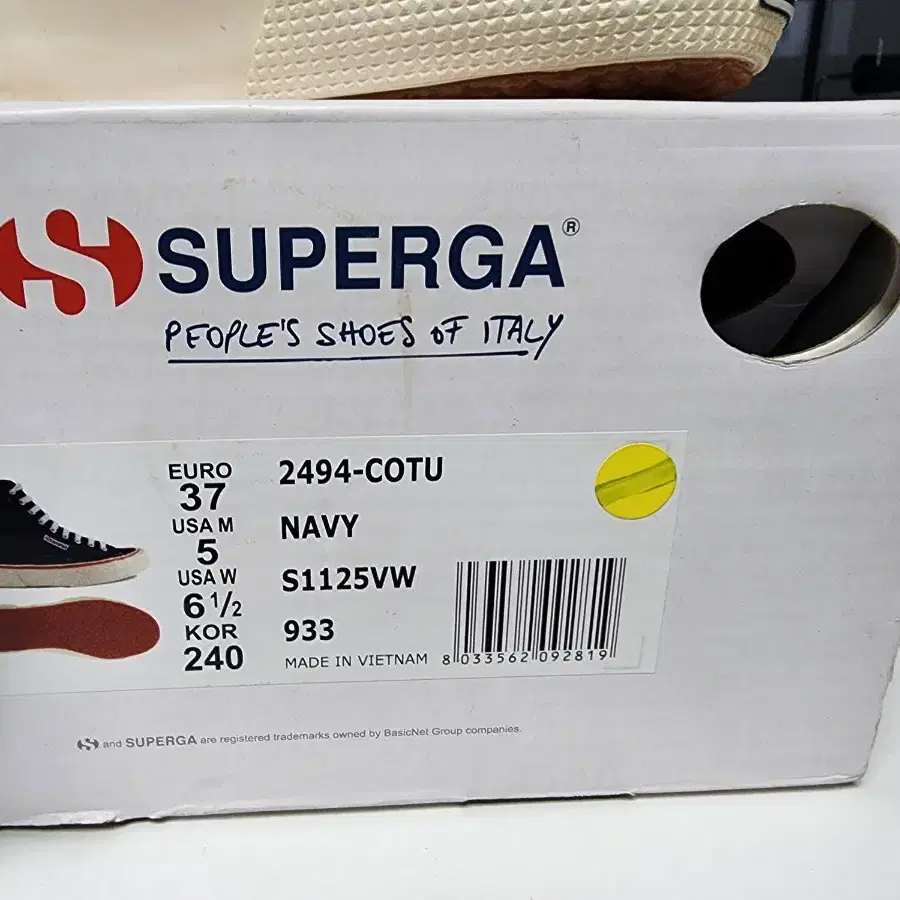 SUPERGA®
PEOPLE'S SHOES OF ITALY
EURO
37
USA M
5
USA W
6 1/2
KOR
240
2494-COTU
NAVY
S1125VW
933
MADE IN VIETNAM
8 033562 092819
and SUPERGA are registered trademarks owned by BasicNet Group companies.